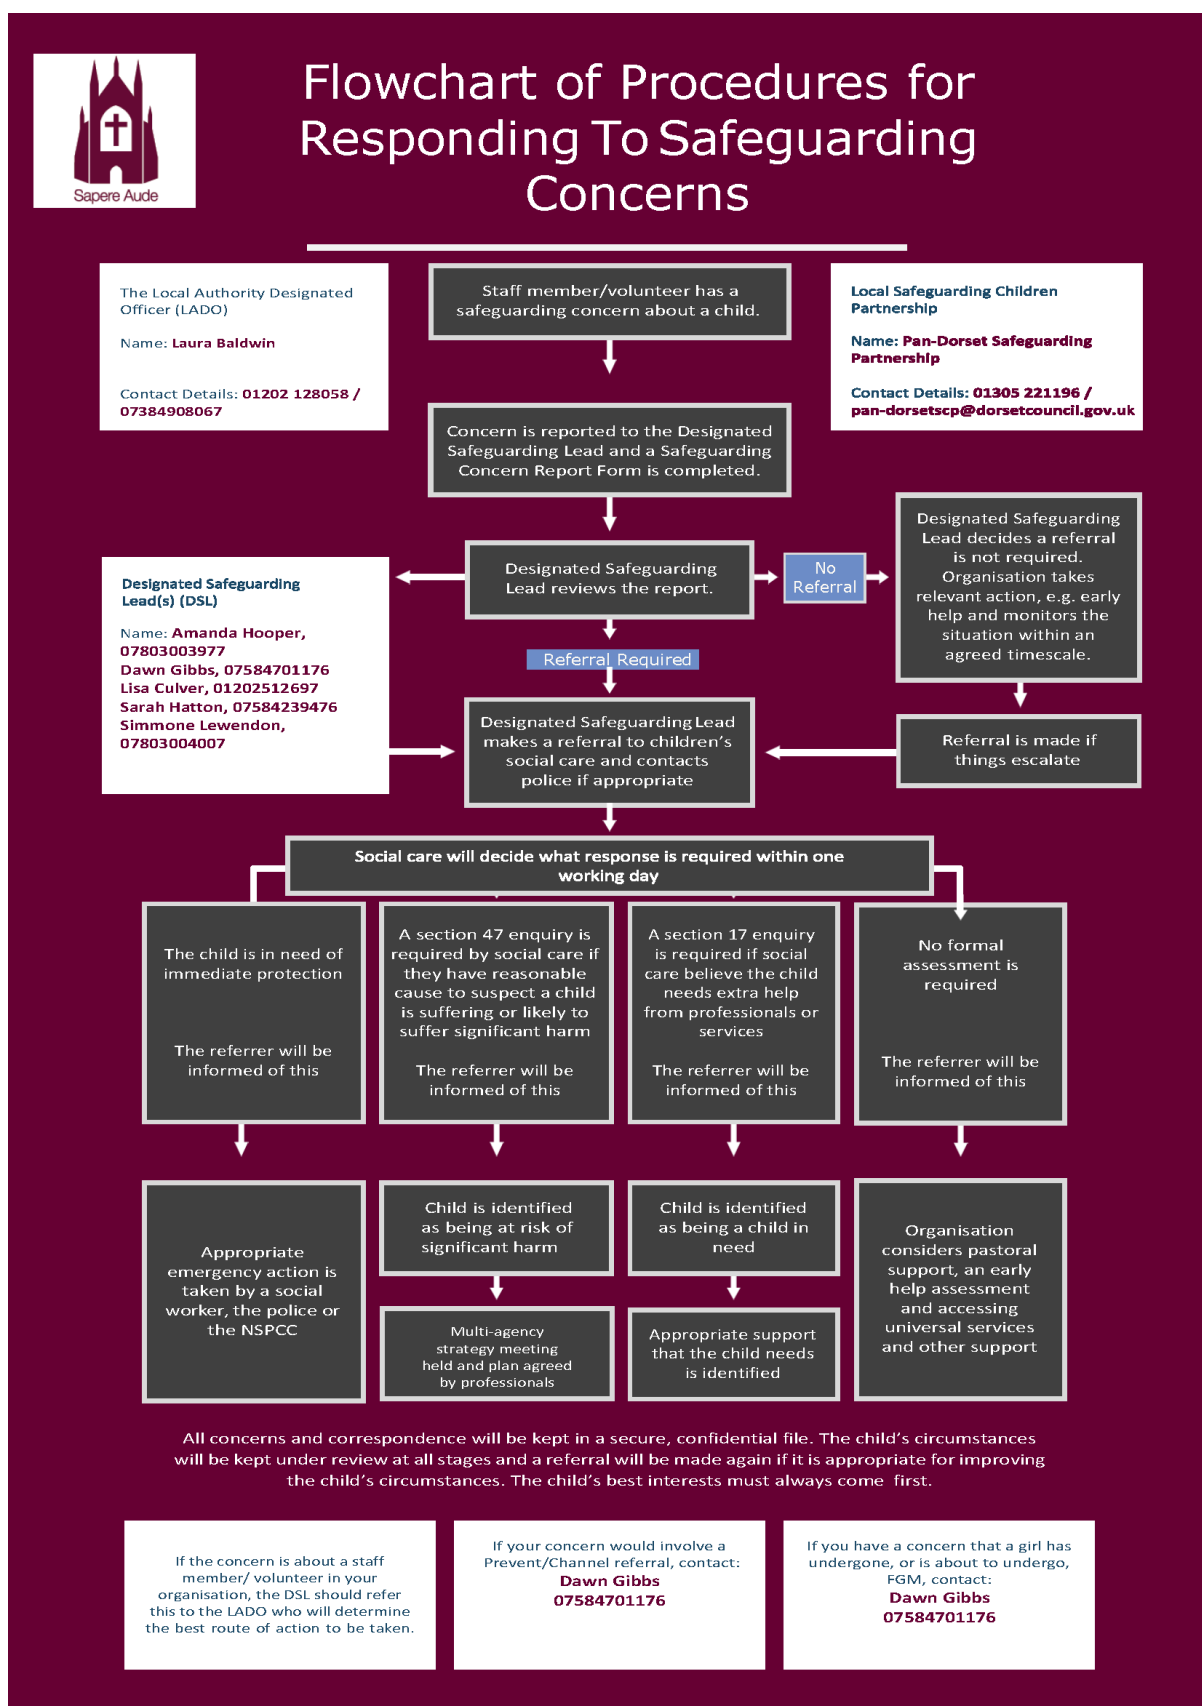 Sapere Aude
Flowchart of Procedures for
Responding To Safeguarding
Concerns
The Local Authority Designated
Officer (LADO)
Name: Laura Baldwin
Contact Details: 01202 128058 /
07384908067
Staff member/volunteer has a
safeguarding concern about a child.
Local Safeguarding Children
Partnership
Name: Pan-Dorset Safeguarding
Partnership
Contact Details: 01305 221196 /
pan-dorsetscp@dorsetcouncil.gov.uk
Concern is reported to the Designated
Safeguarding Lead and a Safeguarding
Concern Report Form is completed.
Designated Safeguarding
Lead reviews the report.
No
Referral
Designated Safeguarding
Lead decides a referral
is not required.
Organisation takes
relevant action, e.g. early
help and monitors the
situation within an
agreed timescale.
Designated Safeguarding
Lead(s) (DSL)
Name: Amanda Hooper,
07803003977
Dawn Gibbs, 07584701176
Lisa Culver, 01202512697
Sarah Hatton, 07584239476
Simmone Lewendon,
07803004007
Referral Required
Designated Safeguarding Lead
makes a referral to children’s
social care and contacts
police if appropriate
Referral is made if
things escalate
Social care will decide what response is required within one
working day
The child is in need of
immediate protection
The referrer will be
informed of this
A section 47 enquiry is
required by social care if
they have reasonable
cause to suspect a child
is suffering or likely to
suffer significant harm
The referrer will be
informed of this
A section 17 enquiry
is required if social
care believe the child
needs extra help
from professionals or
services
The referrer will be
informed of this
No formal
assessment is
required
The referrer will be
informed of this
Appropriate
emergency action is
taken by a social
worker, the police or
the NSPCC
Child is identified
as being at risk of
significant harm
Multi-agency
strategy meeting
held and plan agreed
by professionals
Child is identified
as being a child in
need
Appropriate support
that the child needs
is identified
Organisation
considers pastoral
support, an early
help assessment
and accessing
universal services
and other support
All concerns and correspondence will be kept in a secure, confidential file. The child’s circumstances
will be kept under review at all stages and a referral will be made again if it is appropriate for improving
the child’s circumstances. The child’s best interests must always come first.
If the concern is about a staff
member/ volunteer in your
organisation, the DSL should refer
this to the LADO who will determine
the best route of action to be taken.
If your concern would involve a
Prevent/Channel referral, contact:
Dawn Gibbs
07584701176
If you have a concern that a girl has
undergone, or is about to undergo,
FGM, contact:
Dawn Gibbs
07584701176